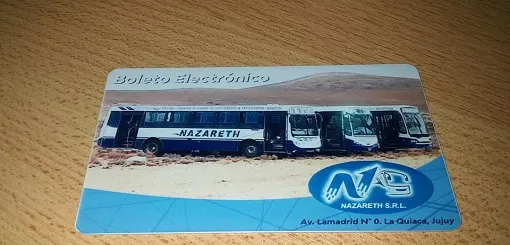 Boleto Electrónico
NAZARETH
NAZARETH S.R.L.
Av. Lamadrid N° 0. La Quiaca, Jujuy